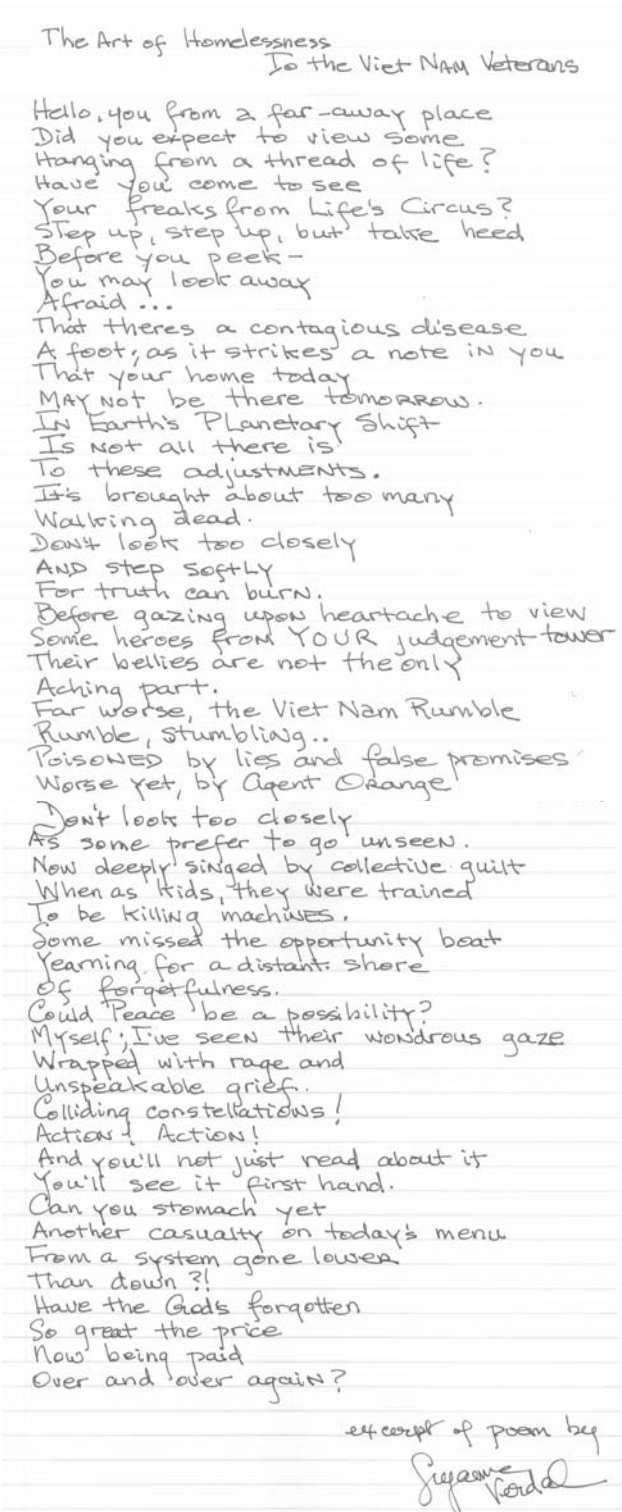 The Art of Homelessness
To the Viet NAM Veterans
Hello, you from a far-away place
Did you expect to view some
Hanging from a thread of life?
Have you come to see
Your freaks from Life's Circus?
Step up, step up, but take heed
Before you peek-
You may look away
Afraid...
That theres a contagious disease
A foot; as it strikes a note in you
That your home today
MAY NOT be there tomorrow.
IN Earth's Planetary Shift
Is Not all there is
To these adjustments.
It's brought about too many
Walking dead.
Don't look too closely
AND step softly
For truth can burn.
Before gazing upon heartache to view
Some heroes from YOUR judgement tower
Their bellies are not the only
Aching part.
Far worse, the Viet Nam Rumble
Rumble, stumbling..
Poisoned by lies and false promises
Worse yet, by Agent Orange
Don't look too closely
As some prefer to go unseen.
Now deeply singed by collective guilt
When as kids, they were trained
To be killing machines.
Some missed the opportunity boat
Yearning for a distant shore
Of forgetfulness.
Could Peace be a possibility?
Myself; I've seen their wondrous gaze
Wrapped with rage and
Unspeakable grief.
Colliding constellations!
Action! Action!
And you'll not just read about it
You'll see it first hand.
Can you stomach yet
Another casualty on today's menu
From a system gone lower
Than down?!
Have the Gods forgotten
So great the price
Now being paid
Over and over again?
excerpt of poem by
Suzanne
Verdal